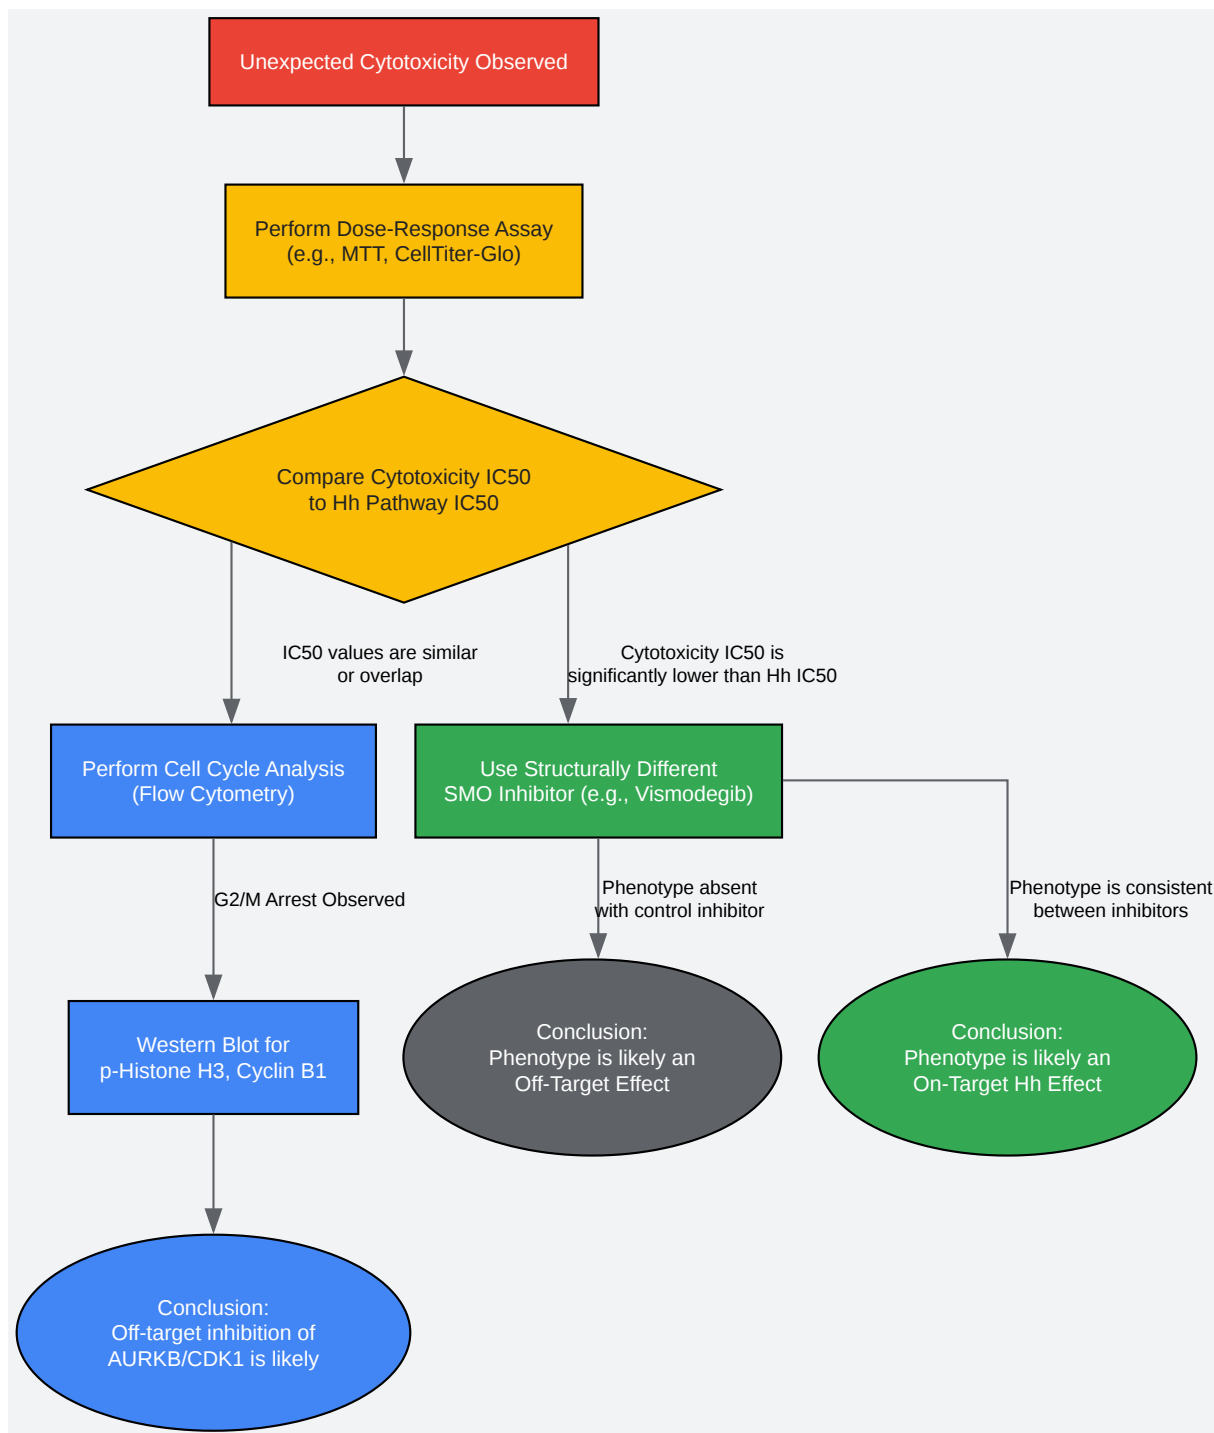 Unexpected Cytotoxicity Observed
Perform Dose-Response Assay
(e.g., MTT, CellTiter-Glo)
Compare Cytotoxicity IC50
to Hh Pathway IC50
IC50 values are similar
or overlap
Cytotoxicity IC50 is
significantly lower than Hh IC50
Perform Cell Cycle Analysis
(Flow Cytometry)
Use Structurally Different
SMO Inhibitor (e.g., Vismodegib)
G2/M Arrest Observed
Phenotype absent
with control inhibitor
Phenotype is consistent
between inhibitors
Western Blot for
p-Histone H3, Cyclin B1
Conclusion:
Phenotype is likely an
Off-Target Effect
Conclusion:
Phenotype is likely an
On-Target Hh Effect
Conclusion:
Off-target inhibition of
AURKB/CDK1 is likely